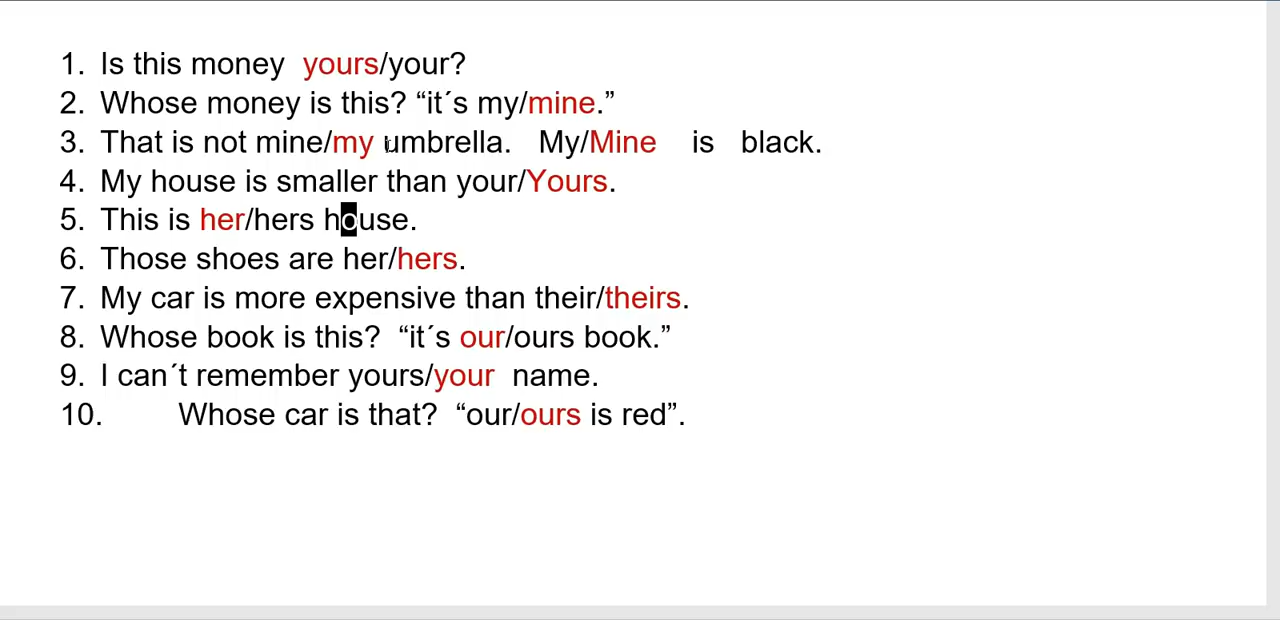 1. Is this money yours/your?
2. Whose money is this? “it´s my/mine.”
3. That is not mine/my umbrella. My/Mine is black.
4. My house is smaller than your/Yours.
5. This is her/hers house.
6. Those shoes are her/hers.
7. My car is more expensive than their/theirs.
8. Whose book is this? “it´s our/ours book.”
9. I can´t remember yours/your name.
10. Whose car is that? “our/ours is red”.